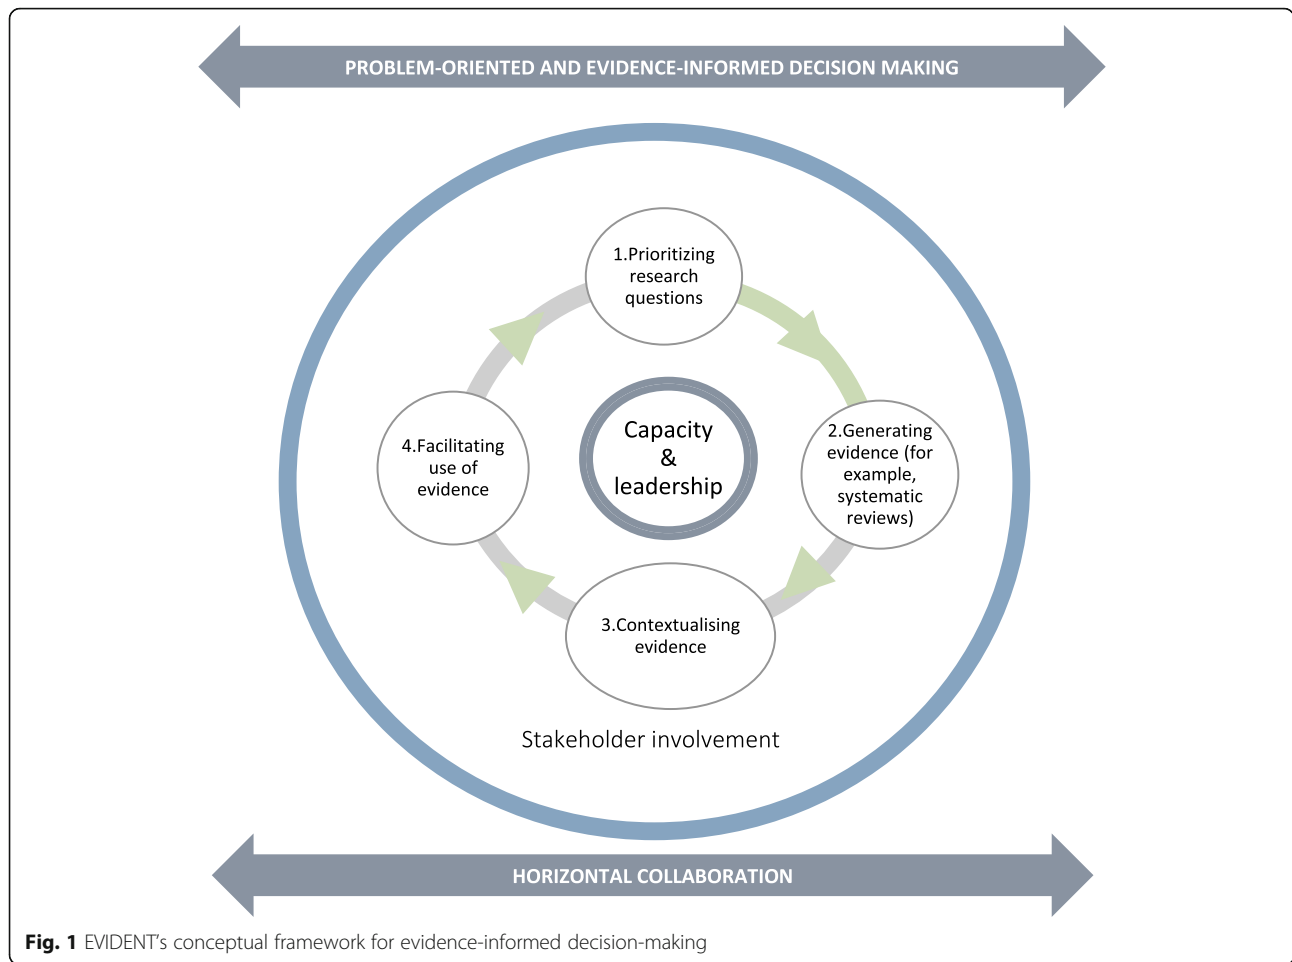 PROBLEM-ORIENTED AND EVIDENCE-INFORMED DECISION MAKING
1.Prioritizing
research
questions
2.Generating
evidence (for
example,
systematic
reviews)
Capacity
&
leadership
4.Facilitating
use of
evidence
3.Contextualising
evidence
Stakeholder involvement
HORIZONTAL COLLABORATION
Fig. 1 EVIDENT's conceptual framework for evidence-informed decision-making